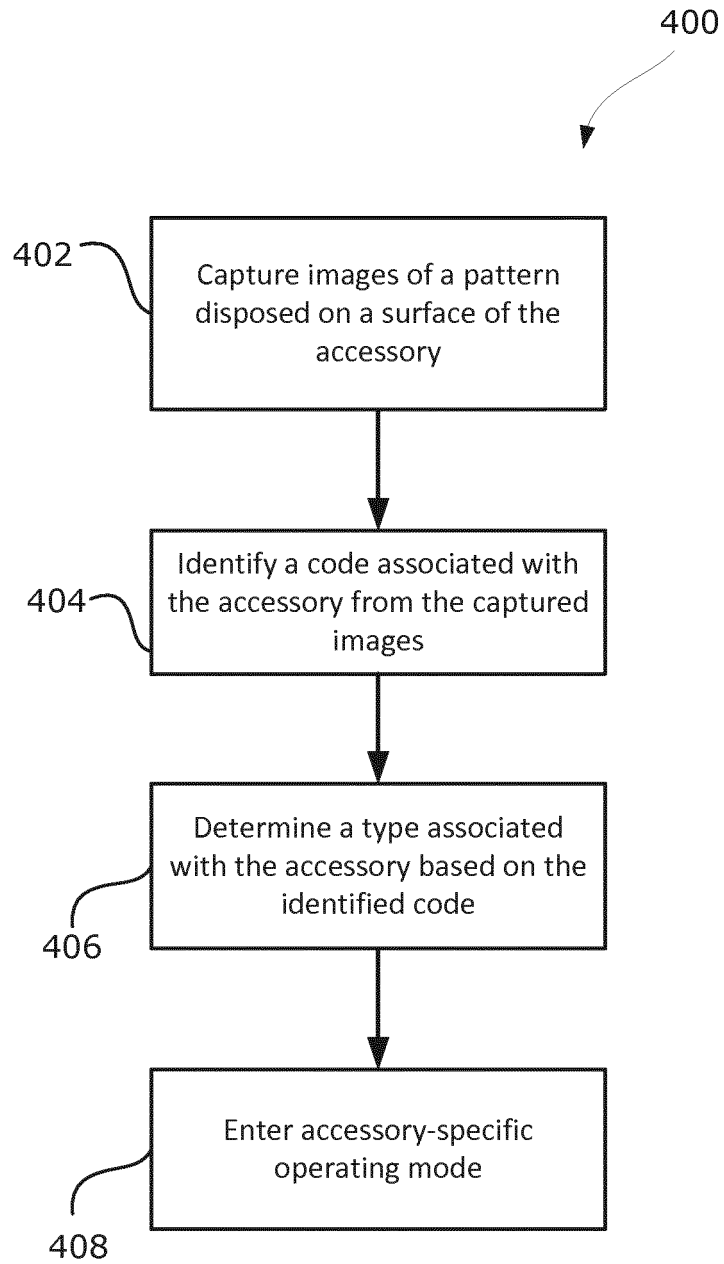 400
402
Capture images of a pattern
disposed on a surface of the
accessory
404
Identify a code associated with
the accessory from the captured
images
406
Determine a type associated
with the accessory based on the
identified code
408
Enter accessory-specific
operating mode